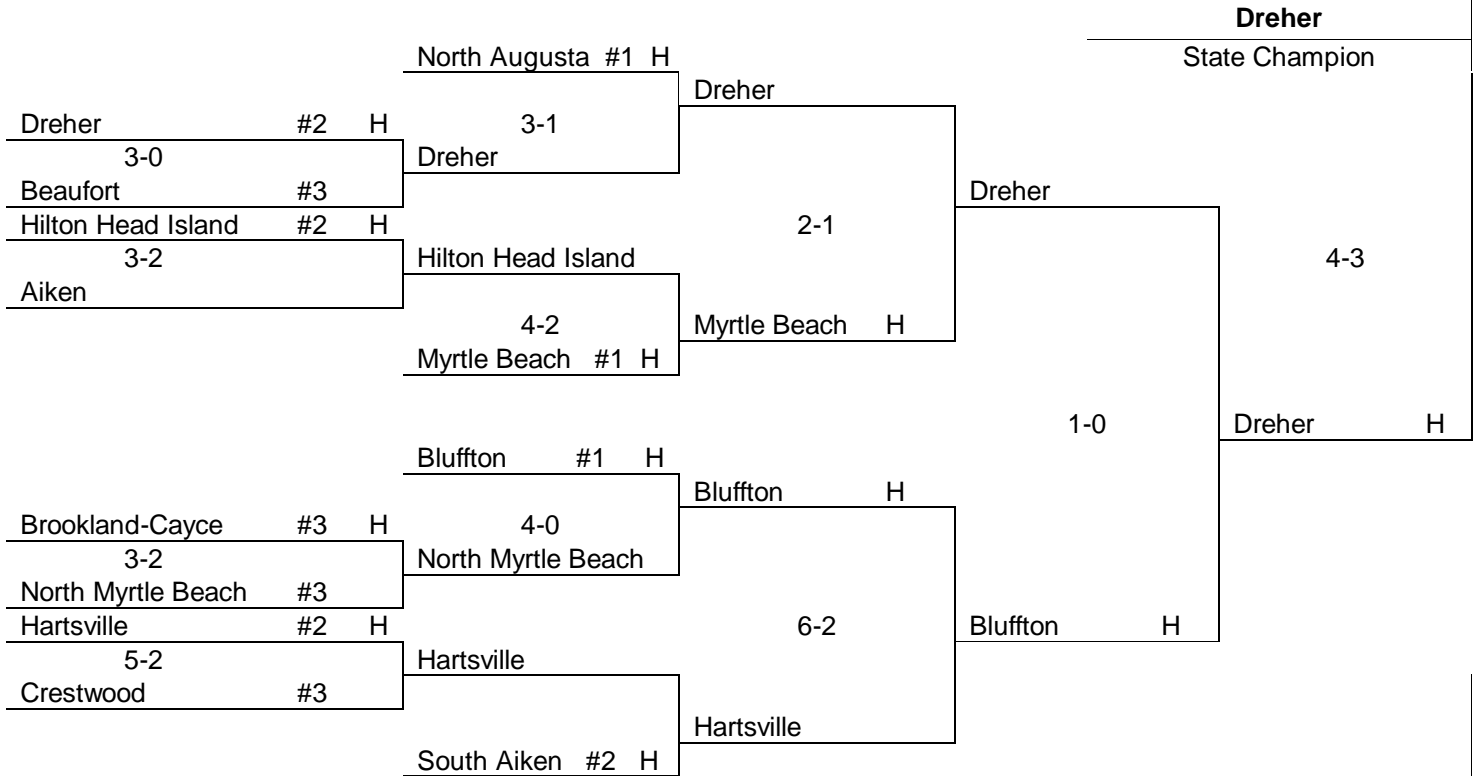 Dreher
North Augusta #1 H State Champion
Dreher
Dreher #2 H 3-1
3-0 Dreher
Beaufort #3 Dreher
Hilton Head Island #2 H 2-1
3-2 Hilton Head Island 4-3
Aiken
4-2 Myrtle Beach H
Myrtle Beach #1 H
1-0 Dreher H
Bluffton #1 H
Bluffton H
Brookland-Cayce #3 H 4-0
3-2 North Myrtle Beach
North Myrtle Beach #3
Hartsville #2 H 6-2 Bluffton H
5-2 Hartsville
Crestwood #3
Hartsville
South Aiken #2 H